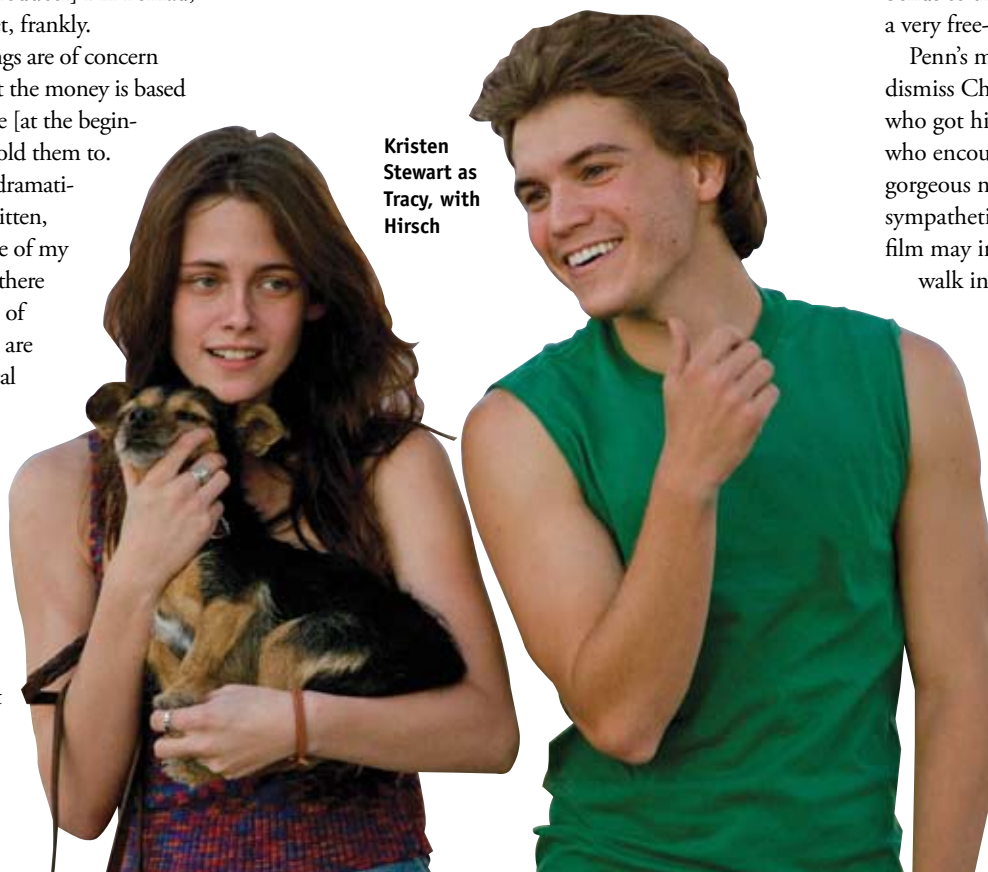 t, frankly.
gs are of concern
t the money is based
e [at the begin-
old them to.
dramati-
itten,
e of my
there
of
are
al
Kristen
Stewart as
Tracy, with
Hirsch
a very free-
Penn’s m
dismiss Ch
who got hi
who encou
gorgeous n
sympatheti
film may in
walk in